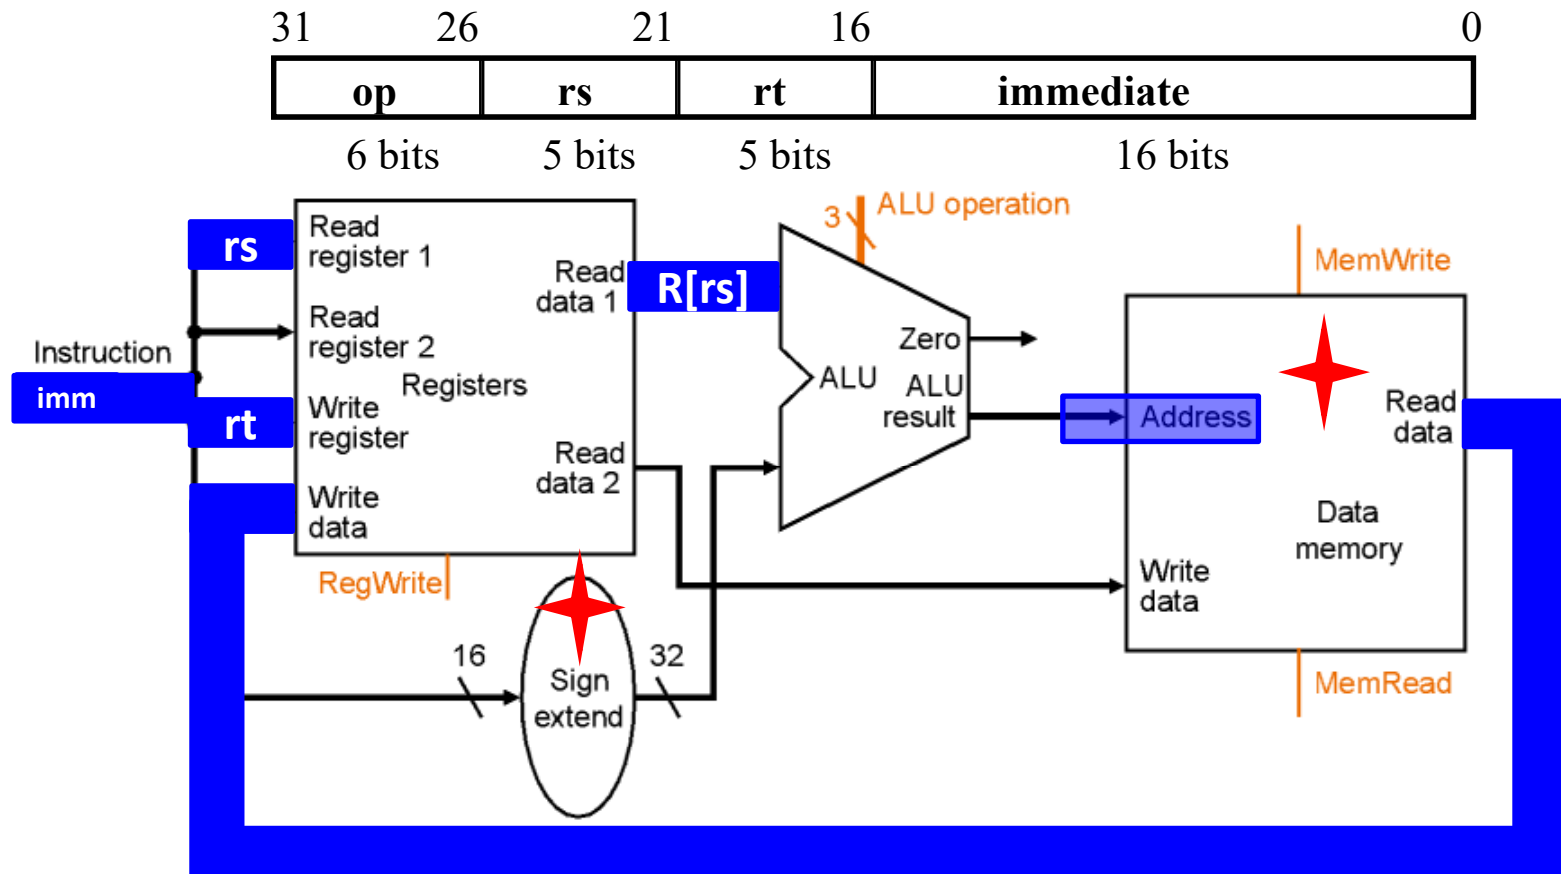 31 26 21 16 0
op rs rt immediate
6 bits 5 bits 5 bits 16 bits
3 ALU operation
rs
Read
register 1
Read
data 1
R[rs]
MemWrite
Instruction
imm
Read
register 2
Registers
rt
Write
register
Write
data
Read
data 2
ALU
Zero
ALU
result
Address
Read
data
Data
memory
Write
data
RegWrite
16
Sign
extend
32
MemRead